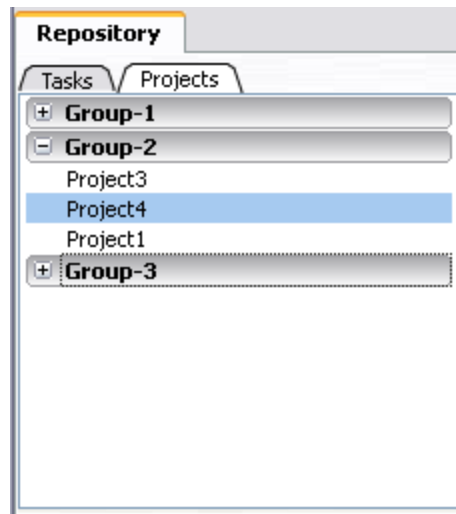 Repository
Tasks Projects
Group-1
Group-2
Project3
Project4
Project1
Group-3